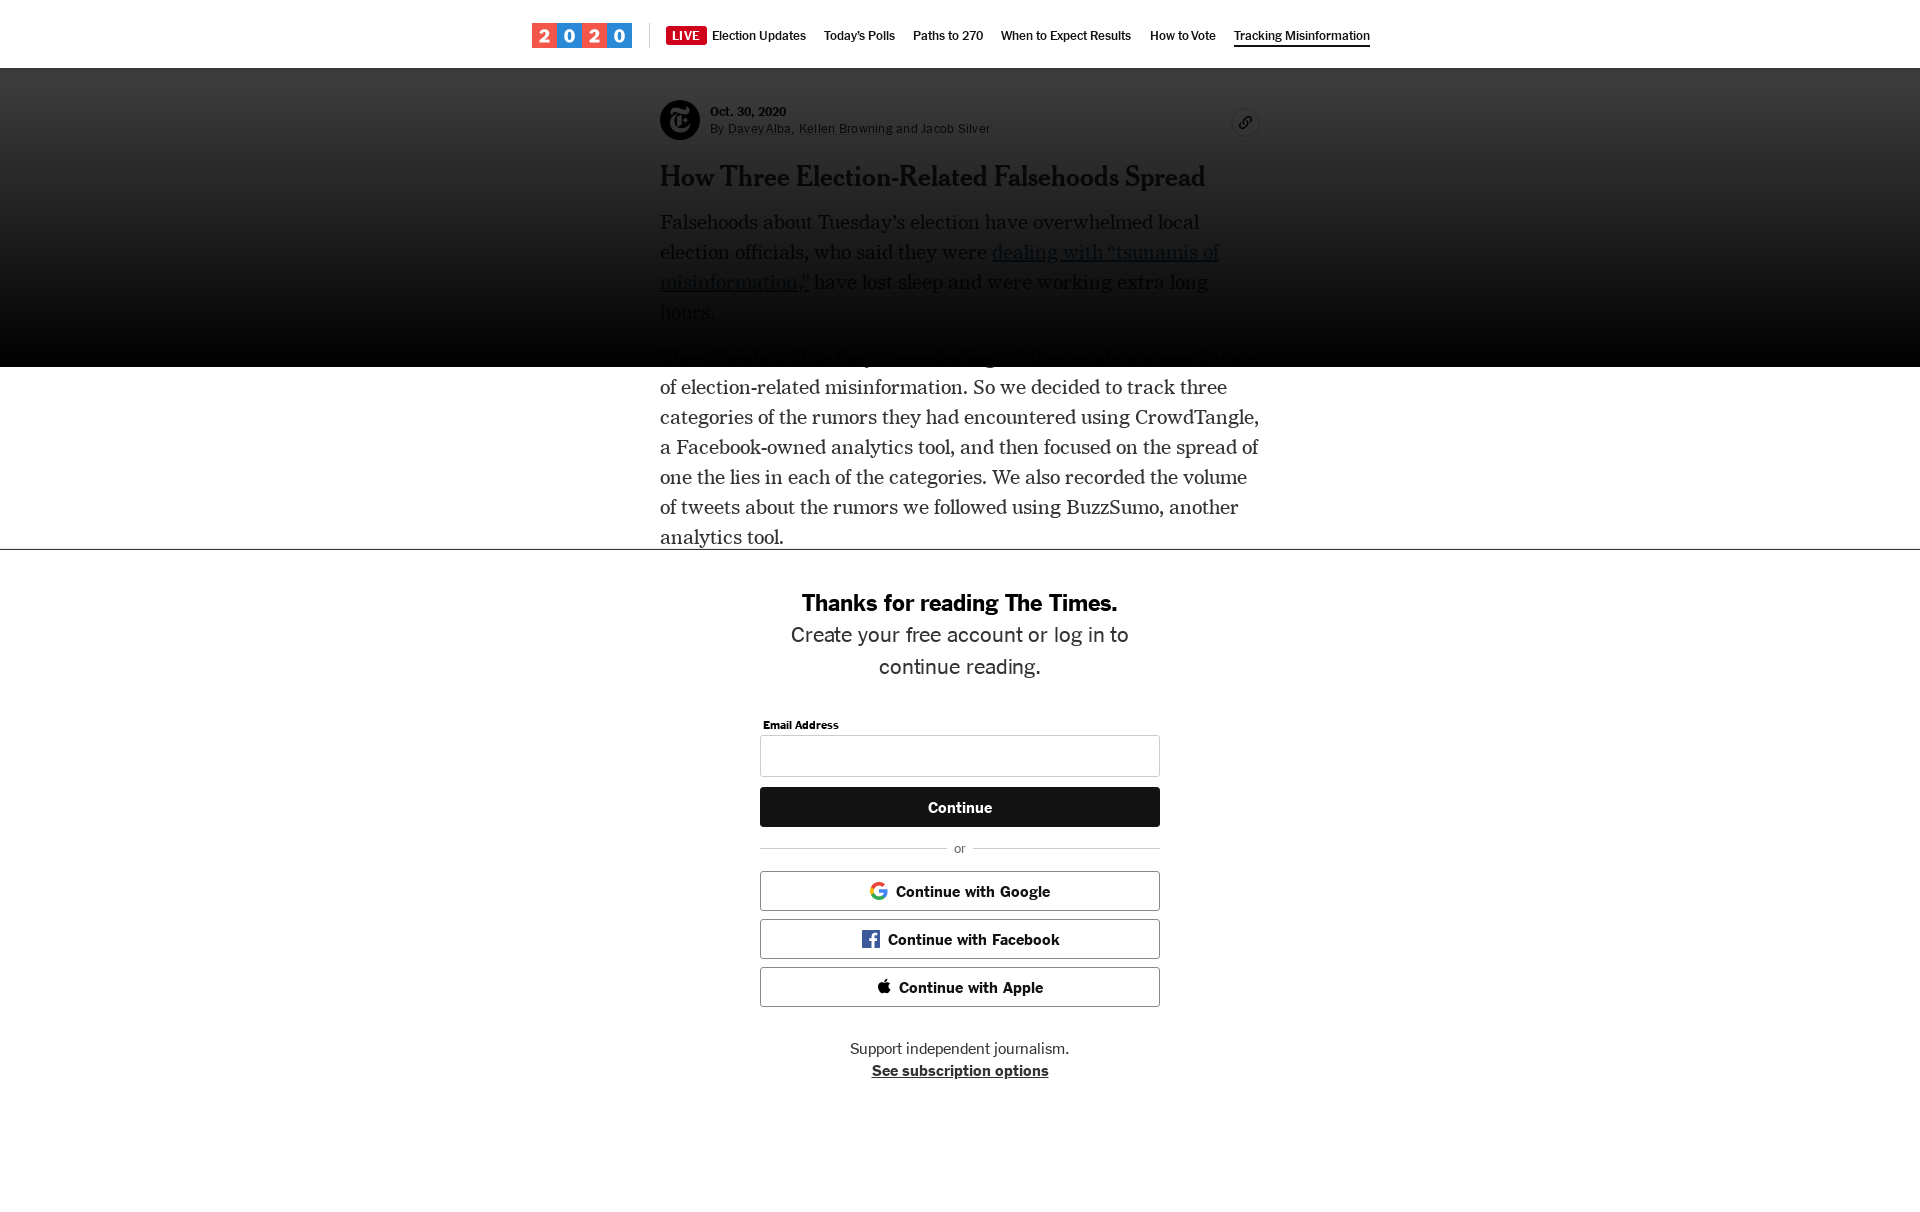 2020
LIVE Election Updates Today's Polls Paths to 270 When to Expect Results How to Vote Tracking Misinformation
Oct. 30, 2020
By Davey Alba, Kellen Browning and Jacob Silver
How Three Election-Related Falsehoods Spread
Falsehoods about Tuesday’s election have overwhelmed local
election officials, who said they were dealing with “tsunamis of
misinformation,” have lost sleep and were working extra long
hours.
of election-related misinformation. So we decided to track three
categories of the rumors they had encountered using CrowdTangle,
a Facebook-owned analytics tool, and then focused on the spread of
one the lies in each of the categories. We also recorded the volume
of tweets about the rumors we followed using BuzzSumo, another
analytics tool.
Thanks for reading The Times.
Create your free account or log in to
continue reading.
Email Address
Continue
or
Continue with Google
Continue with Facebook
Continue with Apple
Support independent journalism.
See subscription options